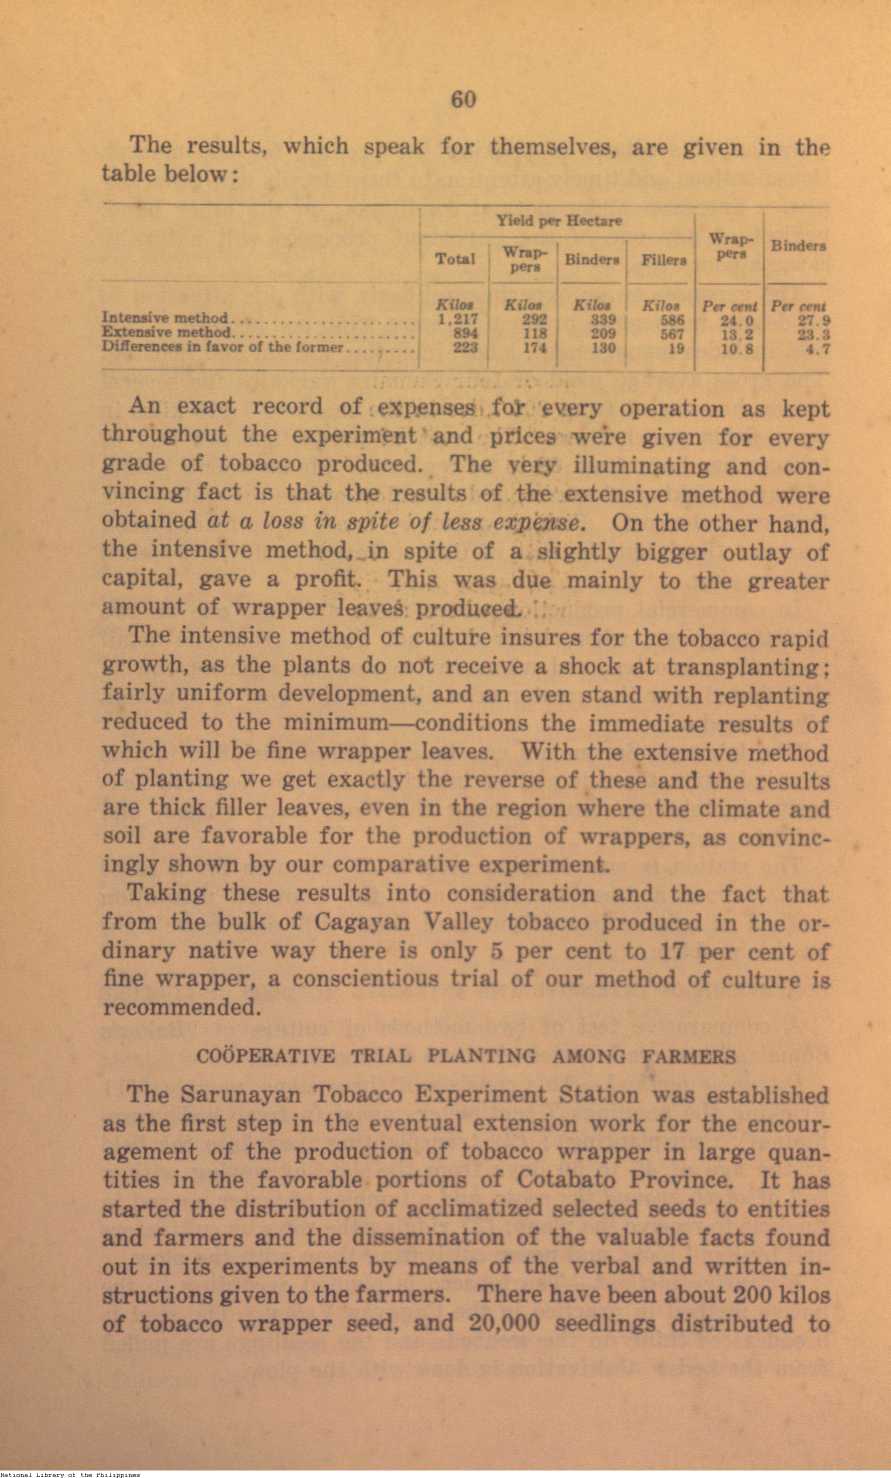 60
The results, which speak for themselves, are given in the
table below:
Yield per Hectare
Total Wrap-pers Binders Fillers Wrap-pers Binders
Kilos Kilos Kilos Kilos Per cent Per cent
Intensive method........................ 1,217 292 339 586 24.0 27.9
Extensive method........................ 894 118 209 567 13.2 23.3
Differences in favor of the former......... 223 174 130 19 10.8 4.7
An exact record of expenses for every operation as kept
throughout the experiment and prices were given for every
grade of tobacco produced. The very illuminating and con-
vincing fact is that the results of the extensive method were
obtained at a loss in spite of less expense. On the other hand,
the intensive method, in spite of a slightly bigger outlay of
capital, gave a profit. This was due mainly to the greater
amount of wrapper leaves produced.
The intensive method of culture insures for the tobacco rapid
growth, as the plants do not receive a shock at transplanting;
fairly uniform development, and an even stand with replanting
reduced to the minimum—conditions the immediate results of
which will be fine wrapper leaves. With the extensive method
of planting we get exactly the reverse of these and the results
are thick filler leaves, even in the region where the climate and
soil are favorable for the production of wrappers, as convinc-
ingly shown by our comparative experiment.
Taking these results into consideration and the fact that
from the bulk of Cagayan Valley tobacco produced in the or-
dinary native way there is only 5 per cent to 17 per cent of
fine wrapper, a conscientious trial of our method of culture is
recommended.
COÖPERATIVE TRIAL PLANTING AMONG FARMERS
The Sarunayan Tobacco Experiment Station was established
as the first step in the eventual extension work for the encour-
agement of the production of tobacco wrapper in large quan-
tities in the favorable portions of Cotabato Province. It has
started the distribution of acclimatized selected seeds to entities
and farmers and the dissemination of the valuable facts found
out in its experiments by means of the verbal and written in-
structions given to the farmers. There have been about 200 kilos
of tobacco wrapper seed, and 20,000 seedlings distributed to
National Library of the Philippines